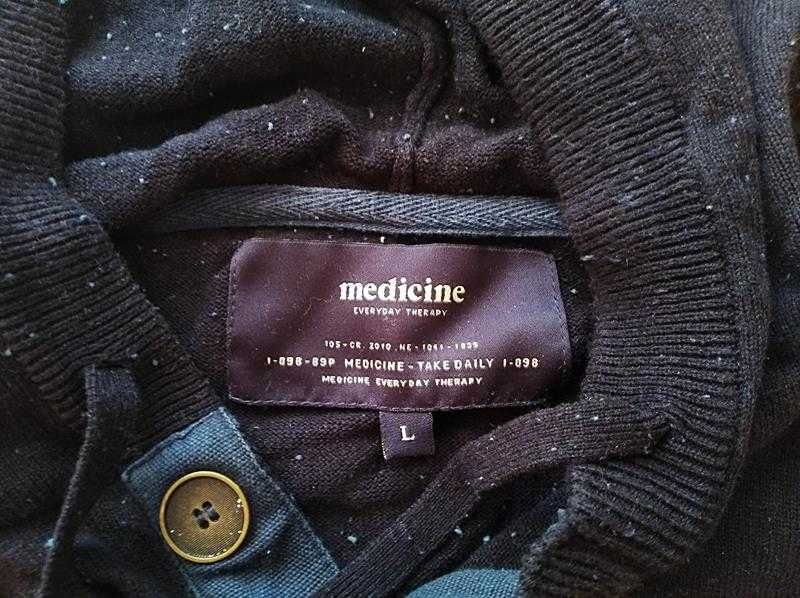 medicine
EVERYDAY THERAPY
105-CR. 2010 .NE - 1041 - 1839
1-098-89P MEDICINE - TAKE DAILY 1-098
MEDICINE EVERYDAY THERAPY
L